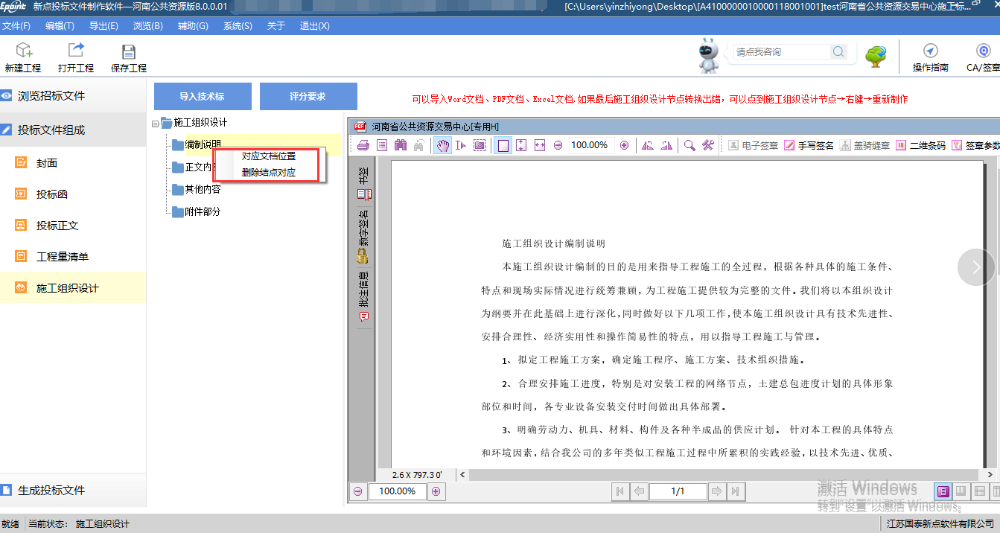 Epoint 新点投标文件制作软件—河南公共资源版8.0.0.01
[C:\Users\yinzhiyong\Desktop\[A4100000010000118001001]test河南省公共资源交易中心施工标...
文件(F) 编辑(T) 导出(E) 浏览(B) 辅助(G) 系统(S) 关于 退出(X)
新建工程 打开工程 保存工程
请点我咨询
操作指南 CA/签章
浏览招标文件
投标文件组成
封面
投标函
投标正文
工程量清单
施工组织设计
生成投标文件
导入技术标 评分要求
可以导入Word文档、PDF文档、Excel文档,如果最后施工组织设计节点转换出错，可以点到施工组织设计节点→右键→重新制作
施工组织设计
编制说明
对应文档位置
删除结点对应
正文内
其他内容
附件部分
PDF 河南省公共资源交易中心[专用H]
100.00%
电子签章 手写签名 盖骑缝章 二维条码 签章参数
书签
数字签名
批注信息
施工组织设计编制说明
本施工组织设计编制的目的是用来指导工程施工的全过程，根据各种具体的施工条件、
特点和现场实际情况进行统筹兼顾，为工程施工提供较为完整的文件。我们将以本组织设计
为纲要并在此基础上进行深化,同时做好以下几项工作,使本施工组织设计具有技术先进性、
安排合理性、经济实用性和操作简易性的特点，用以指导工程施工与管理。
1、拟定工程施工方案，确定施工程序、施工方案、技术组织措施。
2、合理安排施工进度，特别是对安装工程的网络节点，土建总包进度计划的具体形象
部位和时间，各专业设备安装交付时间做出具体部署。
3、明确劳动力、机具、材料、构件及各种半成品的供应计划。 针对本工程的具体特点
和环境因素,结合我公司的多年类似工程施工过程中所累积的实践经验,以技术先进、优质、
2.6 X 797.3 0'
100.00%
1/1
激活 Windows
转到"设置"以激活 Windows。
就绪 当前状态： 施工组织设计
江苏国泰新点软件有限公司